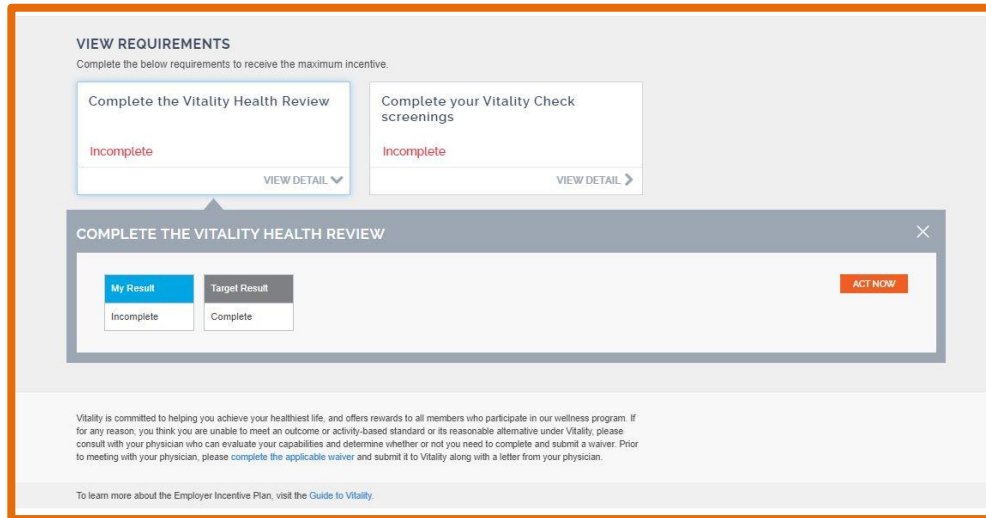 VIEW REQUIREMENTS
Complete the below requirements to receive the maximum incentive.
Complete the Vitality Health Review
Incomplete
VIEW DETAIL
Complete your Vitality Check
screenings
Incomplete
VIEW DETAIL
COMPLETE THE VITALITY HEALTH REVIEW
My Result
Target Result
Incomplete
Complete
ACT NOW
Vitality is committed to helping you achieve your healthiest life, and offers rewards to all members who participate in our wellness program. If
for any reason, you think you are unable to meet an outcome or activity-based standard or its reasonable alternative under Vitality, please
consult with your physician who can evaluate your capabilities and determine whether or not you need to complete and submit a waiver. Prior
to meeting with your physician, please complete the applicable waiver and submit it to Vitality along with a letter from your physician.
To learn more about the Employer Incentive Plan, visit the Guide to Vitality.